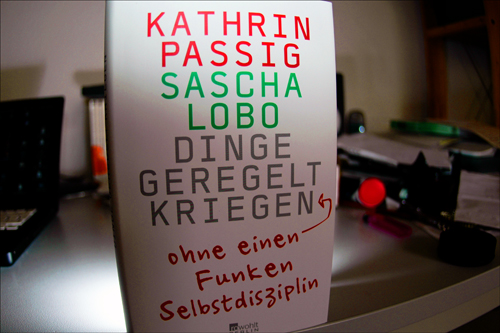 KATHRIN
PASSIG
SASCHA
LOBO
DINGE
GEREGELT
KRIEGEN
ohne einen
Funken
Selbstdisziplin